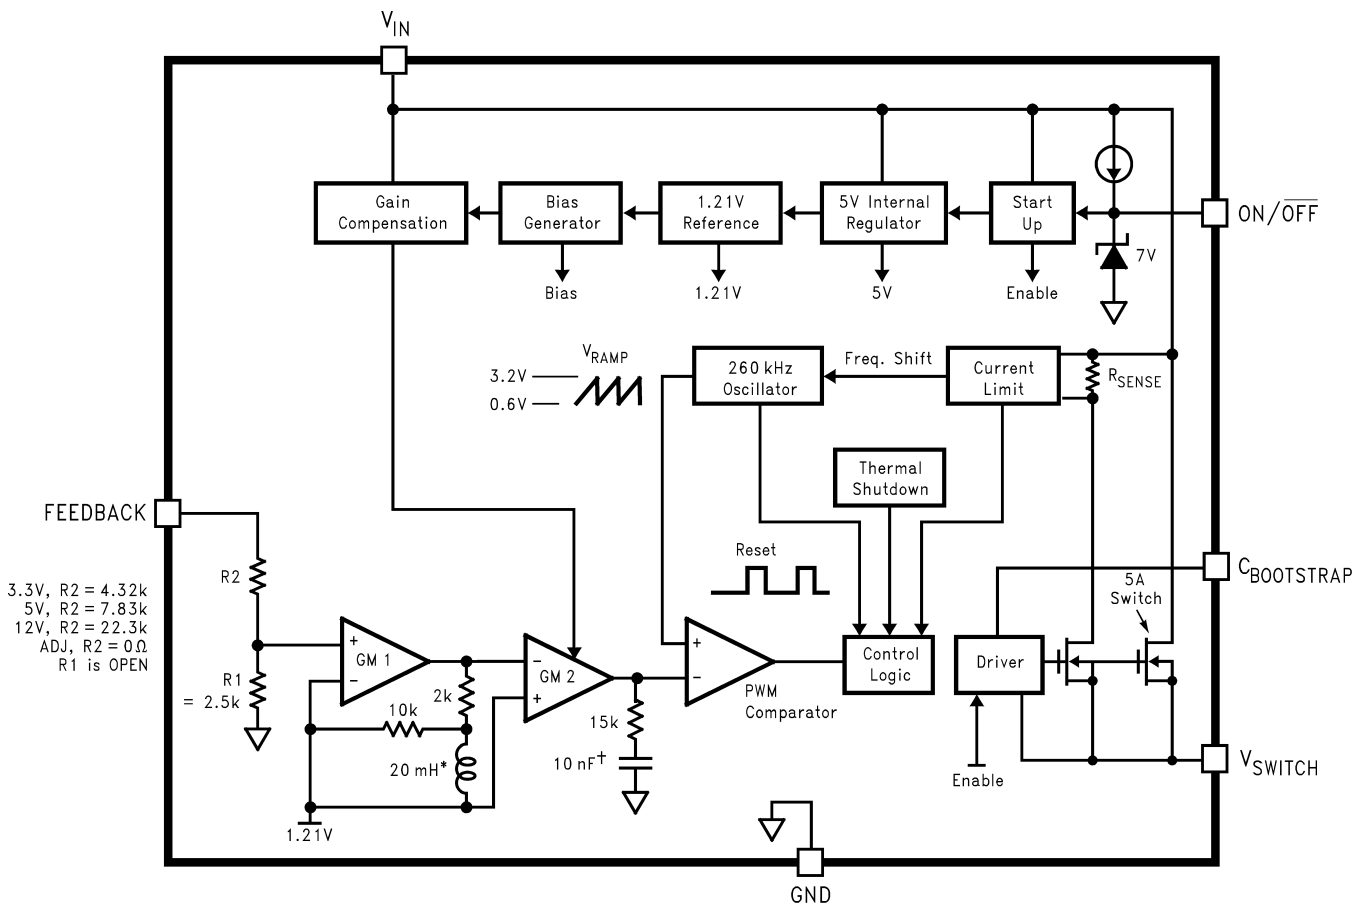 VIN
Gain
Compensation
Bias
Generator
1.21V
Reference
5V Internal
Regulator
Start
Up
ON/OFF
7V
Bias
1.21V
5V
Enable
VRAMP
3.2V
0.6V
260 kHz
Oscillator
Freq. Shift
Current
Limit
RSENSE
Thermal
Shutdown
FEEDBACK
Reset
R2
3.3V, R2 = 4.32k
5V, R2 = 7.83k
12V, R2 = 22.3k
ADJ, R2 = 0Ω
R1 is OPEN
R1
= 2.5k
CBOOTSTRAP
5A
Switch
+
GM 1
−
−
GM 2
+
+
−
PWM
Comparator
Control
Logic
Driver
2k
10k
20 mH*
15k
10 nF†
1.21V
Enable
VSWITCH
GND